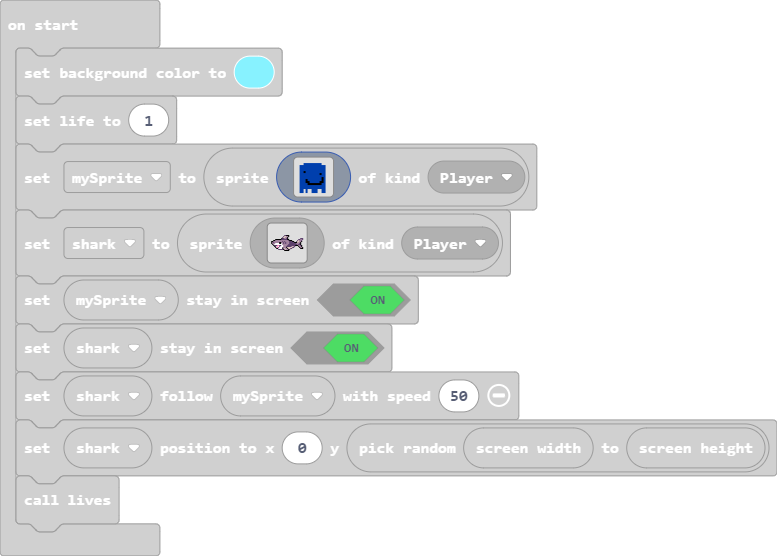 on start
set background color to
set life to 1
set mySprite to sprite of kind Player
set shark to sprite of kind Player
set mySprite stay in screen ON
set shark stay in screen ON
set shark follow mySprite with speed 50
set shark position to x 0 y pick random screen width to screen height
call lives